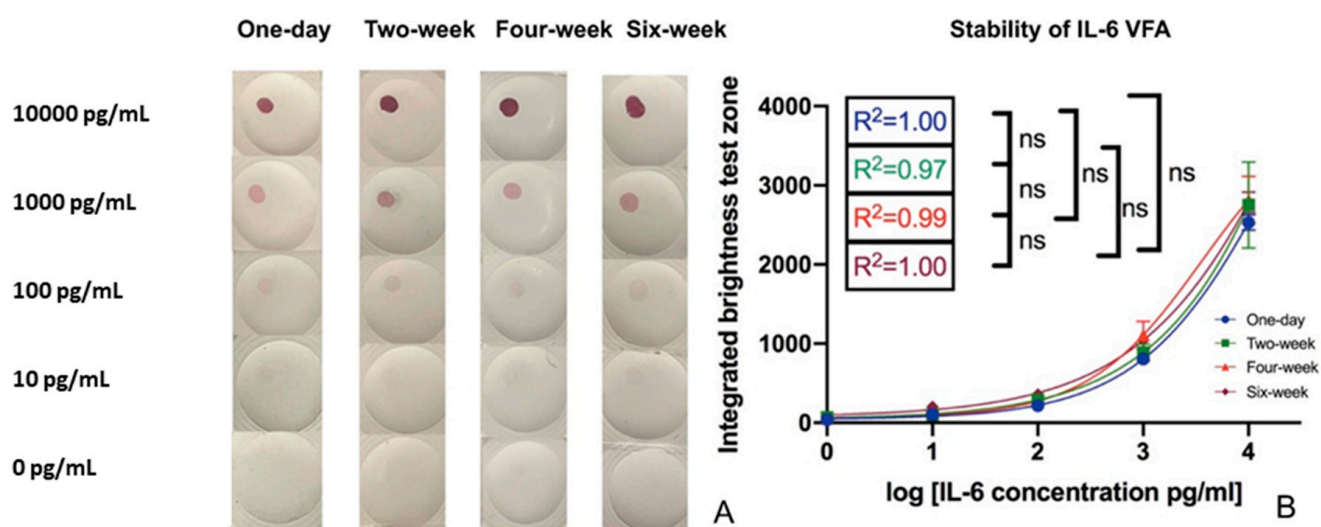 One-day Two-week Four-week Six-week
10000 pg/mL
1000 pg/mL
100 pg/mL
10 pg/mL
0 pg/mL
A
Stability of IL-6 VFA
Integrated brightness test zone
4000
3000
2000
1000
0
R²=1.00
R²=0.97
R²=0.99
R²=1.00
ns
ns
ns
ns
ns
ns
One-day
Two-week
Four-week
Six-week
0 1 2 3 4
log [IL-6 concentration pg/ml]
B